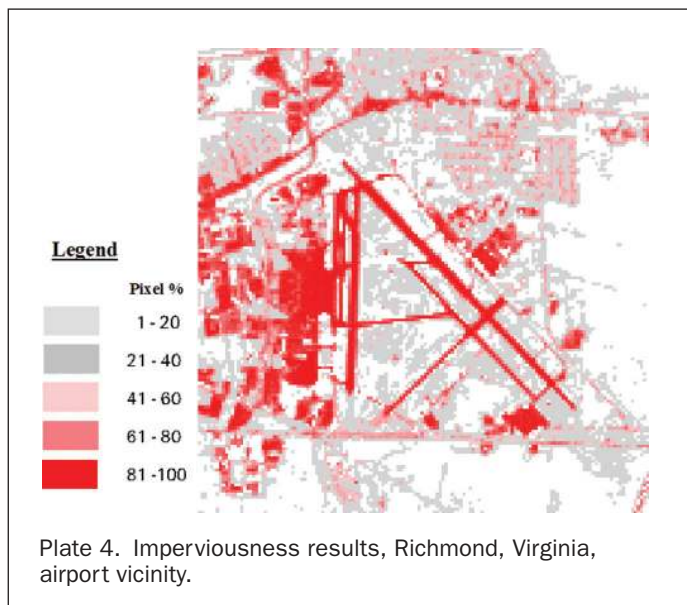 Legend
Pixel %
1 - 20
21 - 40
41 - 60
61 - 80
81 -100
Plate 4. Imperviousness results, Richmond, Virginia,
airport vicinity.